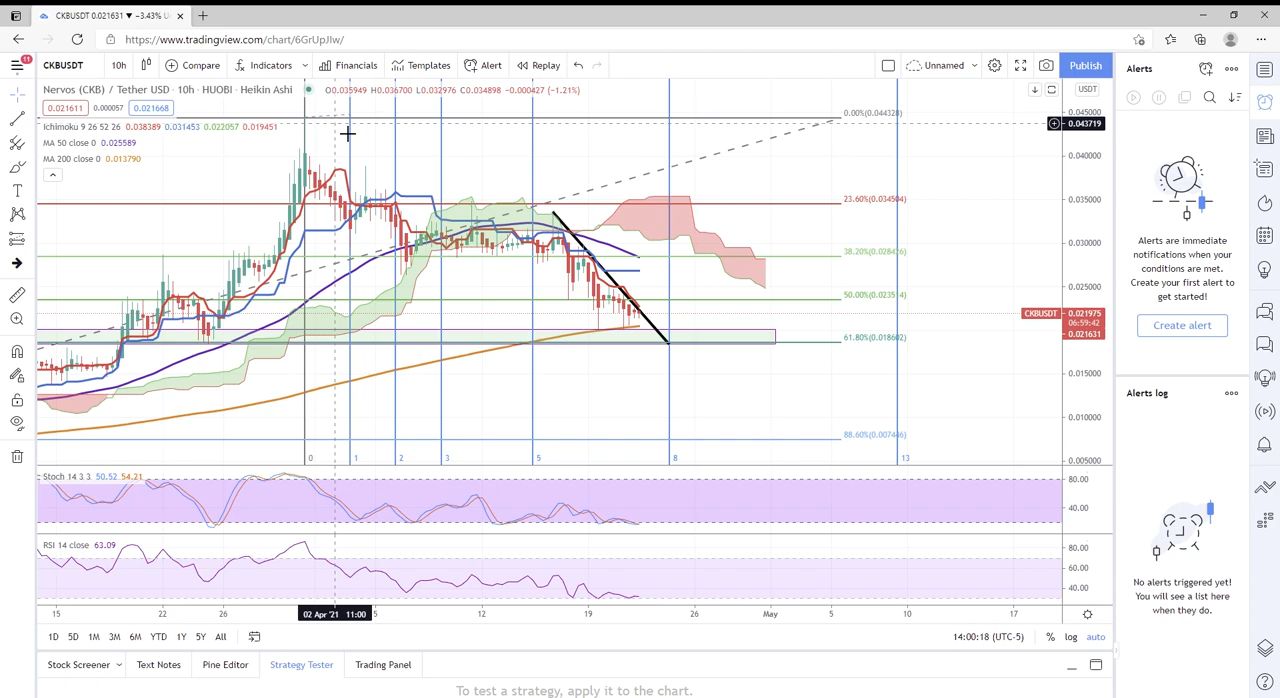 CKBUSDT 0.021631 ▼ −3.43% U
https://www.tradingview.com/chart/6GrUpJIw/
11
CKBUSDT 10h Compare Indicators Financials Templates Alert Replay Unnamed Publish
Nervos (CKB) / Tether USD · 10h · HUOBI · Heikin Ashi O0.035949 H0.036700 L0.032976 C0.034898 −0.000427 (−1.21%)
0.021611 0.000057 0.021668
Ichimoku 9 26 52 26 0.038389 0.031453 0.022057 0.019451
MA 50 close 0 0.025589
MA 200 close 0 0.013790
USDT
0.045000
0.043719
0.040000
0.035000
0.030000
0.025000
CKBUSDT 0.021975
06:59:42
0.021631
0.015000
0.010000
0.005000
0.00%(0.044328)
23.60%(0.034504)
38.20%(0.028426)
50.00%(0.023514)
61.80%(0.018602)
88.60%(0.007446)
0 1 2 3 5 8 13
Stoch 14 3 3 50.52 54.21
80.00
40.00
RSI 14 close 63.09
80.00
60.00
40.00
15 22 26 02 Apr '21 11:00 5 12 19 26 May 5 10 17
1D 5D 1M 3M 6M YTD 1Y 5Y All 14:00:18 (UTC-5) % log auto
Stock Screener Text Notes Pine Editor Strategy Tester Trading Panel
To test a strategy, apply it to the chart.
Alerts
Alerts are immediate
notifications when your
conditions are met.
Create your first alert to
get started!
Create alert
Alerts log
No alerts triggered yet!
You will see a list here
when they do.